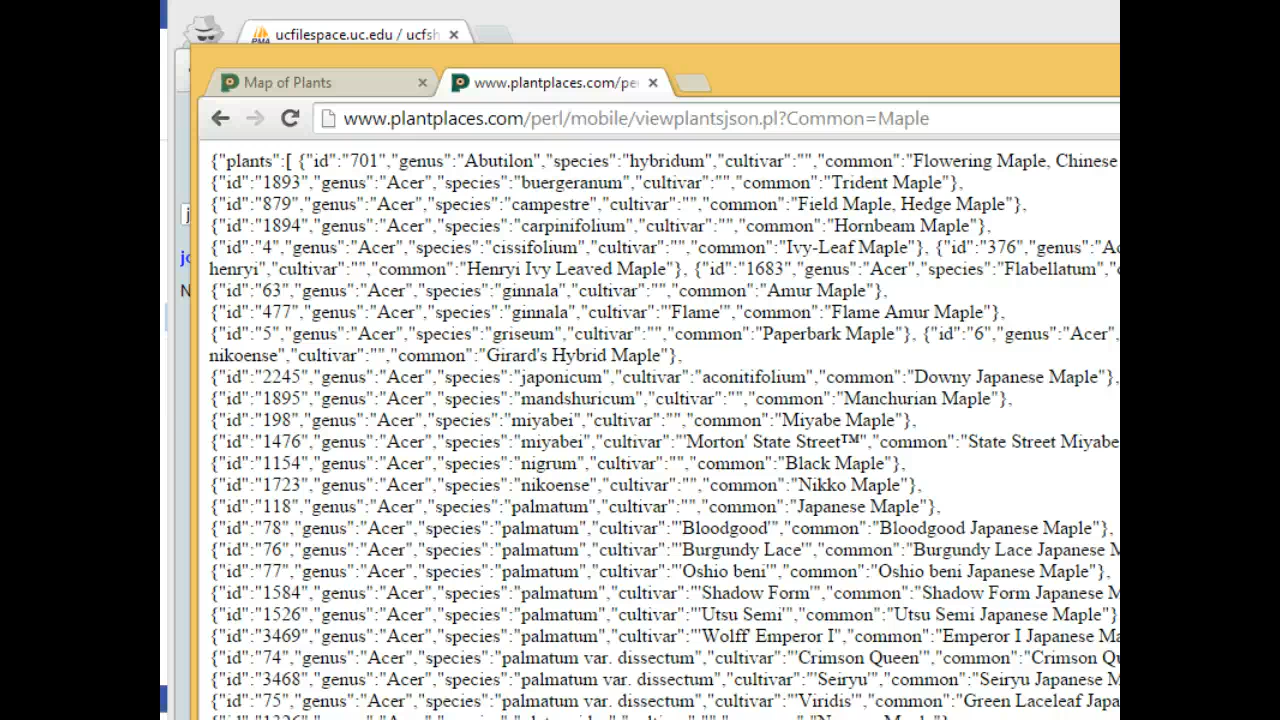 ucfilespace.uc.edu / ucfsh
Map of Plants
www.plantplaces.com/pe
www.plantplaces.com/perl/mobile/viewplantsjson.pl?Common=Maple
{"plants":[ {"id":"701","genus":"Abutilon","species":"hybridum","cultivar":"","common":"Flowering Maple, Chinese
{"id":"1893","genus":"Acer","species":"buergeranum","cultivar":"","common":"Trident Maple"},
{"id":"879","genus":"Acer","species":"campestre","cultivar":"","common":"Field Maple, Hedge Maple"},
{"id":"1894","genus":"Acer","species":"carpinifolium","cultivar":"","common":"Hornbeam Maple"},
{"id":"4","genus":"Acer","species":"cissifolium","cultivar":"","common":"Ivy-Leaf Maple"}, {"id":"376","genus":"Ac
henryi","cultivar":"","common":"Henryi Ivy Leaved Maple"}, {"id":"1683","genus":"Acer","species":"Flabellatum","c
{"id":"63","genus":"Acer","species":"ginnala","cultivar":"","common":"Amur Maple"},
{"id":"477","genus":"Acer","species":"ginnala","cultivar":"'Flame'","common":"Flame Amur Maple"},
{"id":"5","genus":"Acer","species":"griseum","cultivar":"","common":"Paperbark Maple"}, {"id":"6","genus":"Acer",
nikoense","cultivar":"","common":"Girard's Hybrid Maple"},
{"id":"2245","genus":"Acer","species":"japonicum","cultivar":"aconitifolium","common":"Downy Japanese Maple"},
{"id":"1895","genus":"Acer","species":"mandshuricum","cultivar":"","common":"Manchurian Maple"},
{"id":"198","genus":"Acer","species":"miyabei","cultivar":"","common":"Miyabe Maple"},
{"id":"1476","genus":"Acer","species":"miyabei","cultivar":"'Morton' State Street™","common":"State Street Miyabe
{"id":"1154","genus":"Acer","species":"nigrum","cultivar":"","common":"Black Maple"},
{"id":"1723","genus":"Acer","species":"nikoense","cultivar":"","common":"Nikko Maple"},
{"id":"118","genus":"Acer","species":"palmatum","cultivar":"","common":"Japanese Maple"},
{"id":"78","genus":"Acer","species":"palmatum","cultivar":"'Bloodgood'","common":"Bloodgood Japanese Maple"},
{"id":"76","genus":"Acer","species":"palmatum","cultivar":"'Burgundy Lace'","common":"Burgundy Lace Japanese M
{"id":"77","genus":"Acer","species":"palmatum","cultivar":"'Oshio beni'","common":"Oshio beni Japanese Maple"},
{"id":"1584","genus":"Acer","species":"palmatum","cultivar":"'Shadow Form'","common":"Shadow Form Japanese M
{"id":"1526","genus":"Acer","species":"palmatum","cultivar":"'Utsu Semi'","common":"Utsu Semi Japanese Maple"}
{"id":"3469","genus":"Acer","species":"palmatum","cultivar":"'Wolff' Emperor I","common":"Emperor I Japanese Ma
{"id":"74","genus":"Acer","species":"palmatum var. dissectum","cultivar":"'Crimson Queen'","common":"Crimson Qu
{"id":"3468","genus":"Acer","species":"palmatum var. dissectum","cultivar":"'Seiryu'","common":"Seiryu Japanese M
{"id":"75","genus":"Acer","species":"palmatum var. dissectum","cultivar":"'Viridis'","common":"Green Laceleaf Japa